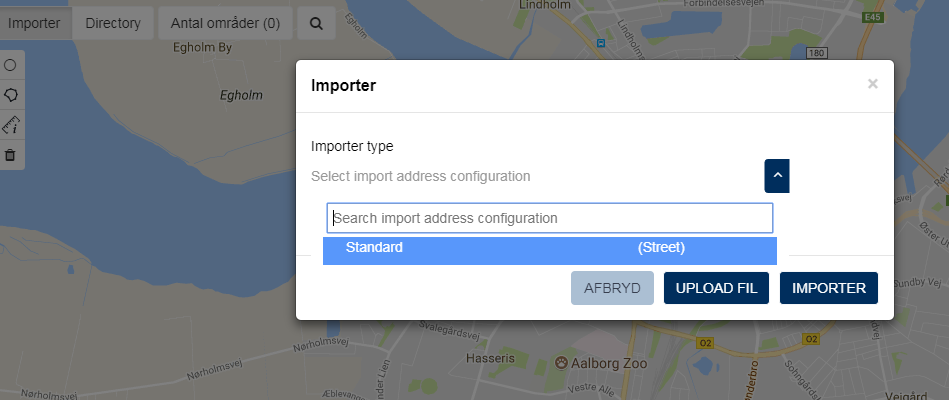 Importer
Directory
Antal områder (0)
Lindholm
Forbindelsesvej
E45
Egholm By
180
Egholm
Importer
×
Importer type
Select import address configuration
Search import address configuration
Standard (Street)
AFBRYD
UPLOAD FIL
IMPORTER
Sundby Vej
Svalegårdsvej
Nørholmsvej
Nørholmsvej
Hasseris
Aalborg Zoo
O2
O2
Vestre Alle
Sohngårdsvej
Vejgård